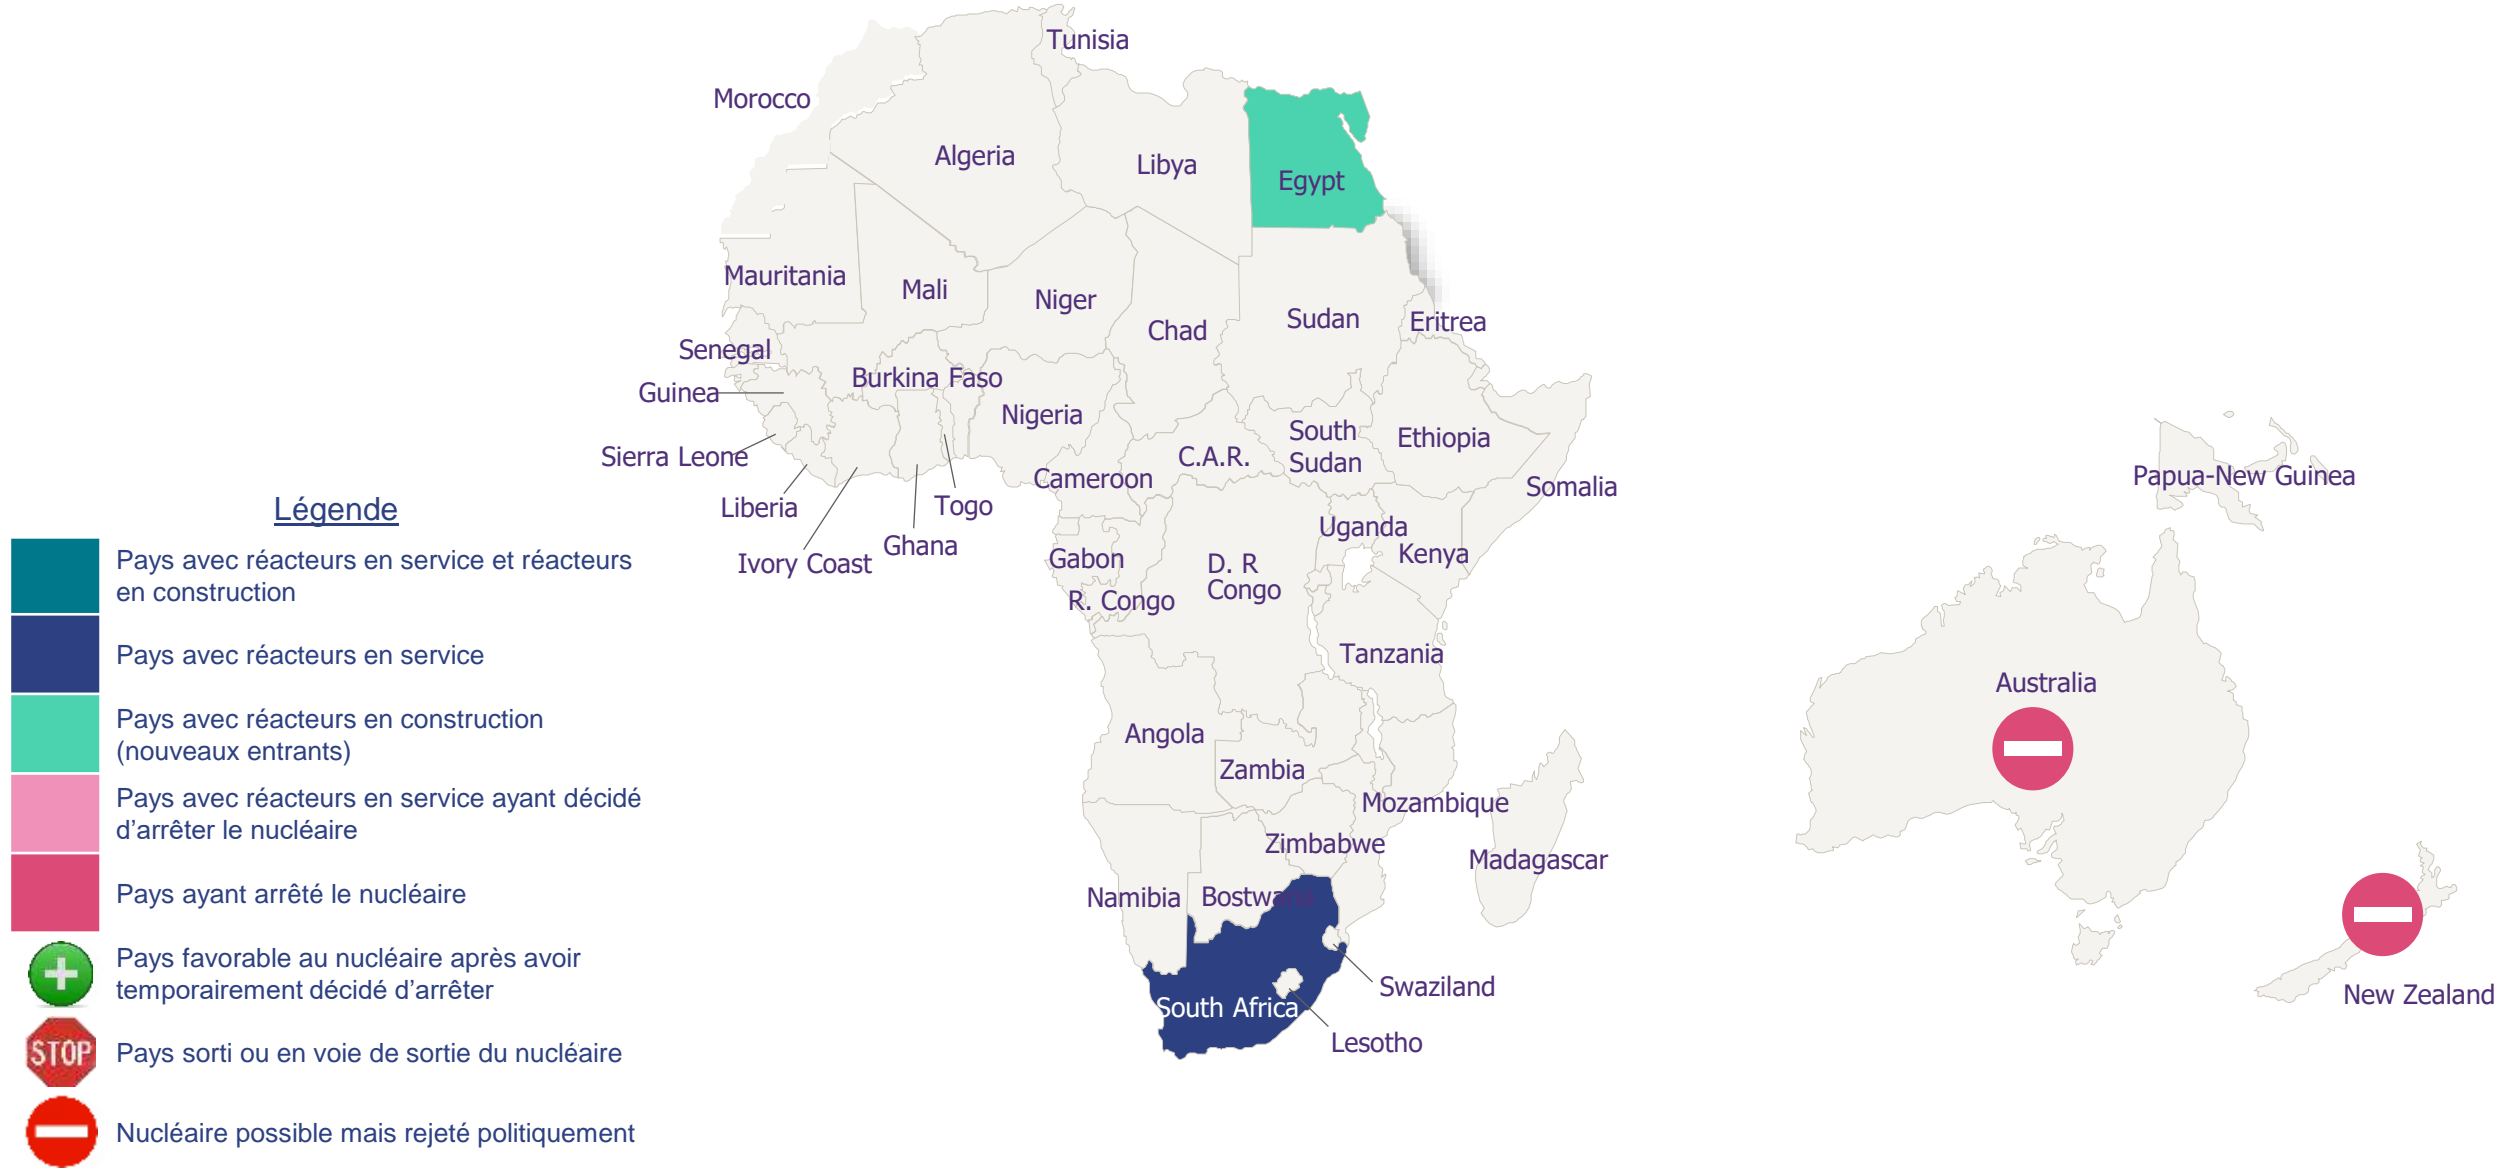 Tunisia
Morocco
Algeria
Libya
Egypt
Mauritania
Mali
Niger
Chad
Sudan
Eritrea
Senegal
Guinea
Burkina Faso
Nigeria
Sierra Leone
Liberia
Ivory Coast
Ghana
Togo
Cameroon
C.A.R.
South
Sudan
Ethiopia
Somalia
Uganda
Kenya
Gabon
R. Congo
D. R
Congo
Tanzania
Angola
Zambia
Mozambique
Zimbabwe
Madagascar
Namibia
Bostwana
South Africa
Swaziland
Lesotho
Papua-New Guinea
Australia
New Zealand
Légende
Pays avec réacteurs en service et réacteurs
en construction
Pays avec réacteurs en service
Pays avec réacteurs en construction
(nouveaux entrants)
Pays avec réacteurs en service ayant décidé
d’arrêter le nucléaire
Pays ayant arrêté le nucléaire
Pays favorable au nucléaire après avoir
temporairement décidé d’arrêter
STOP
Pays sorti ou en voie de sortie du nucléaire
Nucléaire possible mais rejeté politiquement